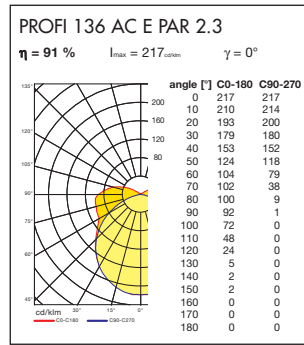 PROFI 136 AC E PAR 2.3
η = 91 % Imax = 217 cd/klm γ = 0°
angle [°] C0-180 C90-270
0 217 217
10 210 214
20 193 200
30 179 180
40 153 152
50 124 118
60 104 79
70 102 38
80 100 9
90 92 1
100 72 0
110 48 0
120 24 0
130 5 0
140 2 0
150 2 0
160 0 0
170 0 0
180 0 0
135°
120°
105°
90°
75°
60°
45°
200
160
120
80
30° 15° 0°
cd/klm
C0-C180 C90-C270